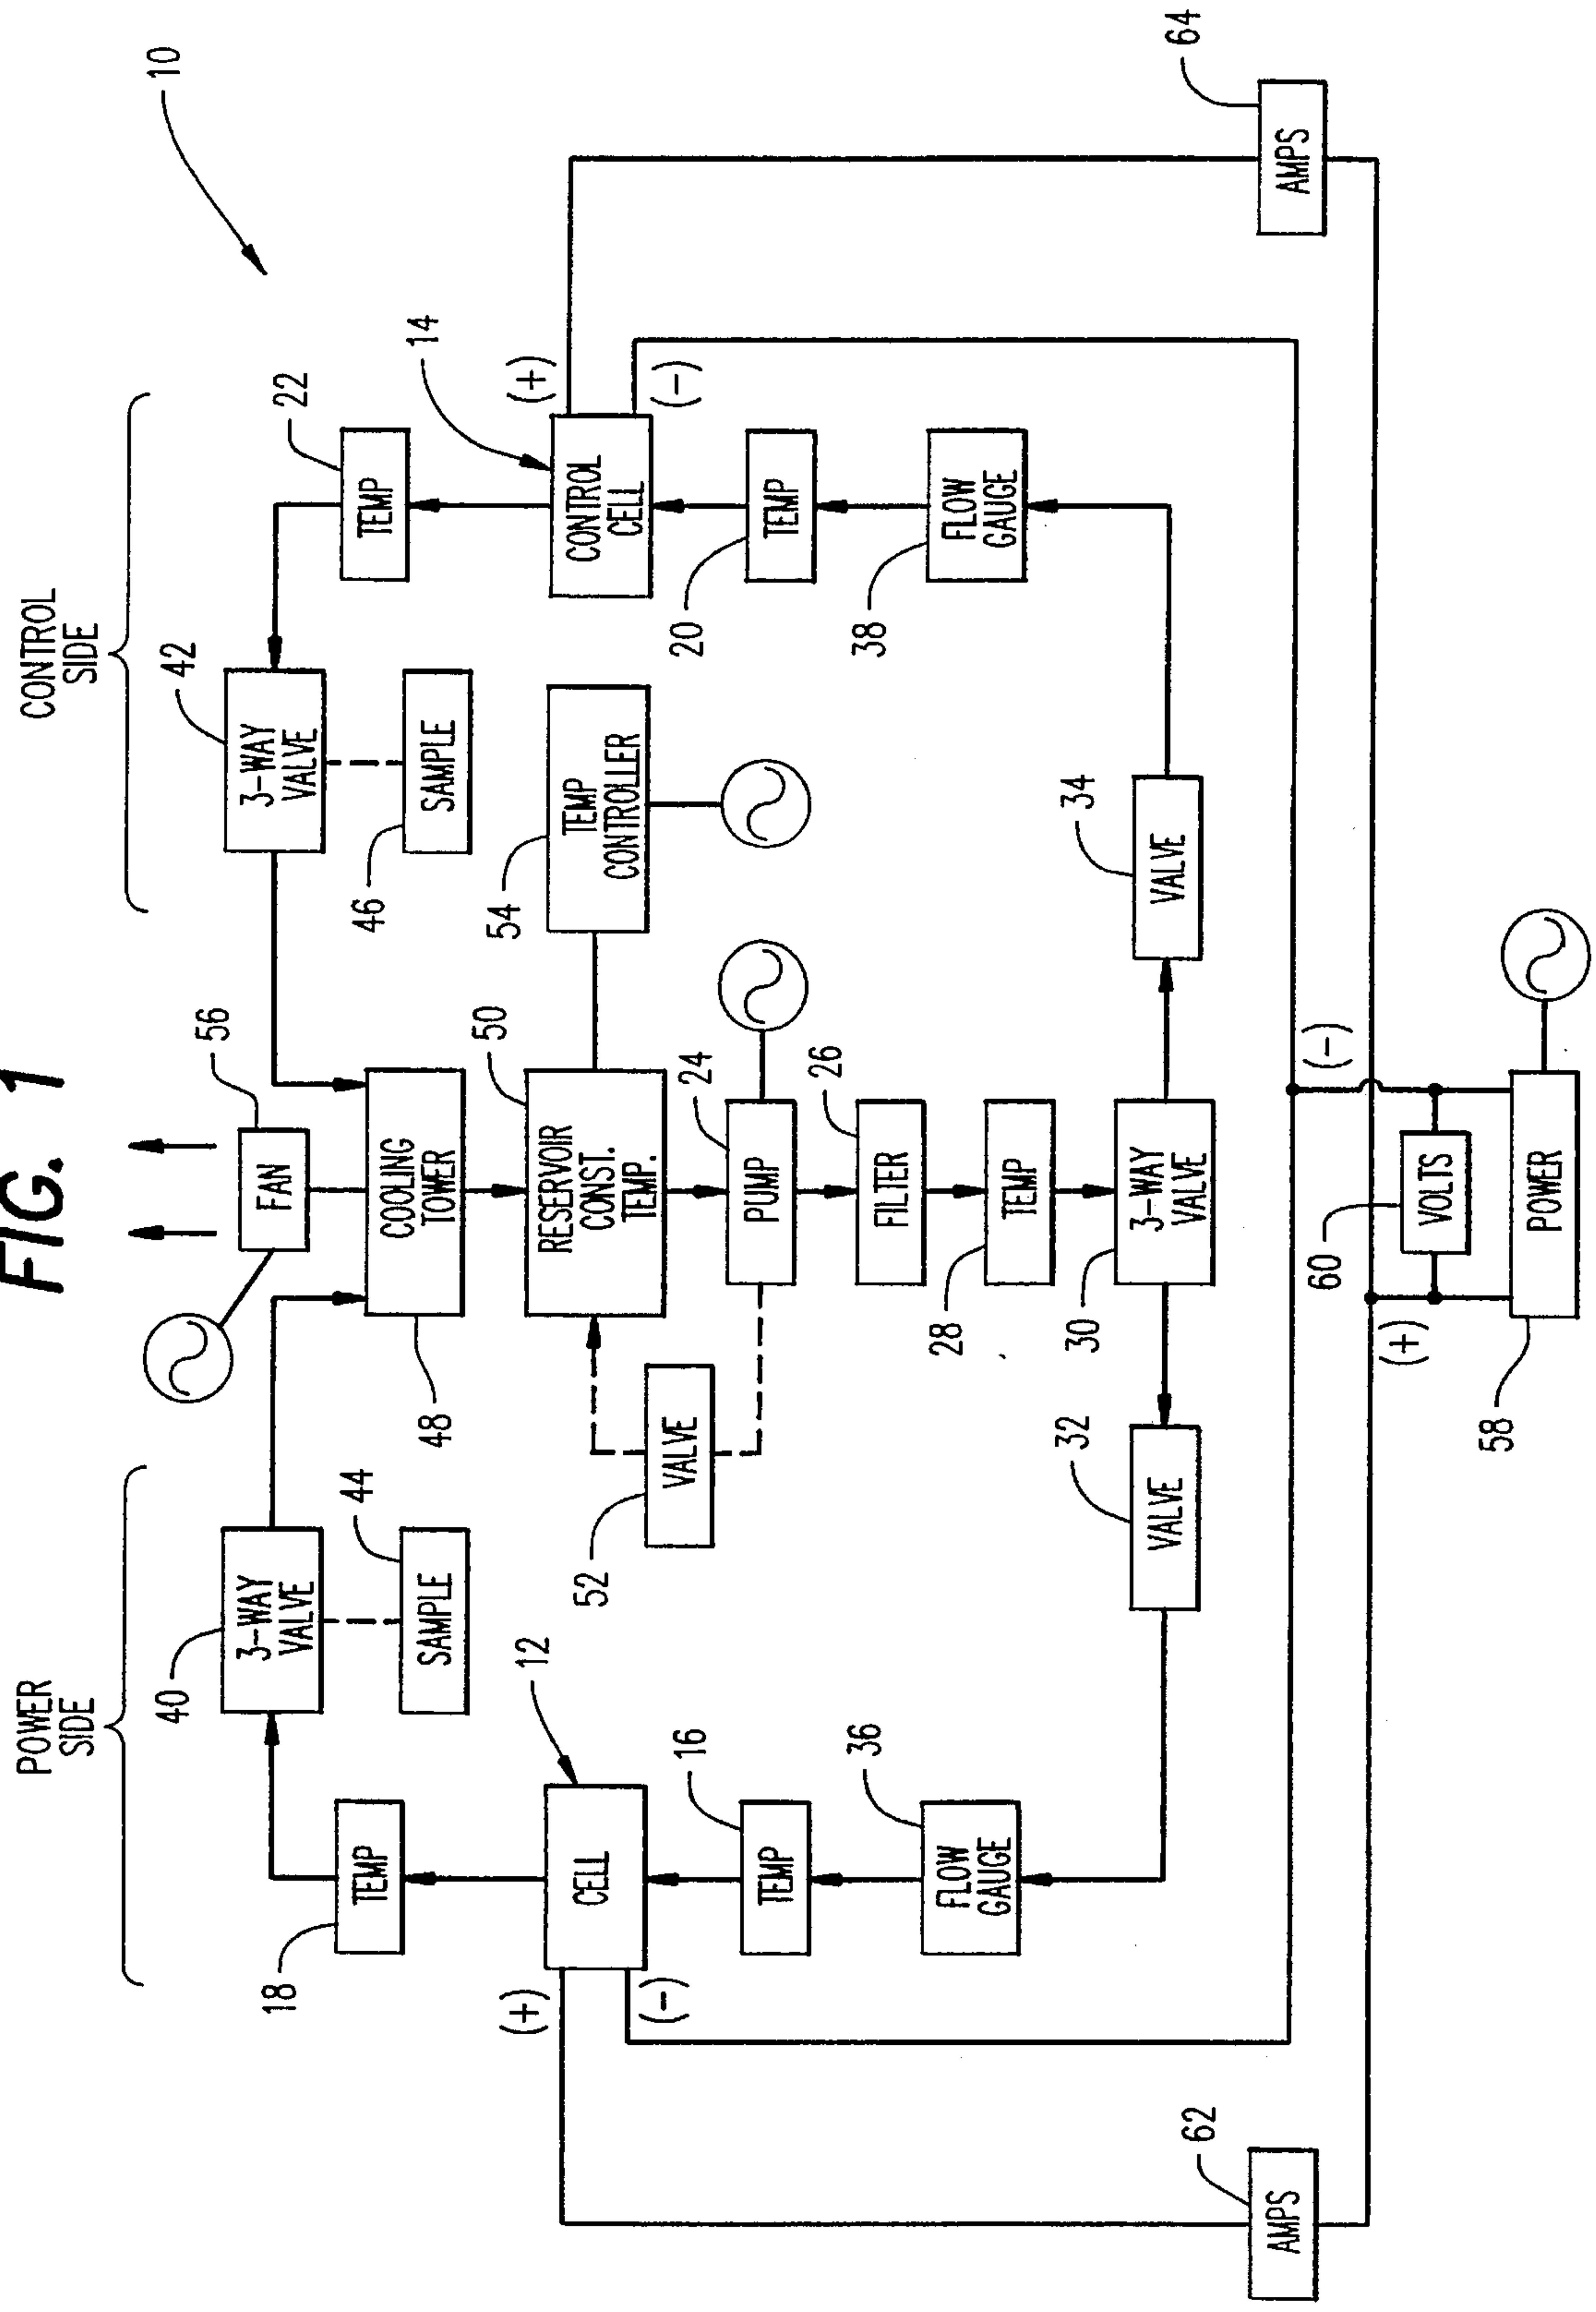 FIG. 1
POWER
SIDE
CONTROL
SIDE
10
56
FAN
40
3-WAY
VALVE
42
3-WAY
VALVE
18
TEMP
44
SAMPLE
48
COOLING
TOWER
46
SAMPLE
22
TEMP
(+)
12
CELL
(-)
50
RESERVOIR
CONST.
TEMP.
54
TEMP
CONTROLLER
14
CONTROL
CELL
(+)
(-)
52
VALVE
24
PUMP
16
TEMP
20
TEMP
26
FILTER
36
FLOW
GAUGE
38
FLOW
GAUGE
28
TEMP
32
VALVE
30
3-WAY
VALVE
34
VALVE
62
AMPS
64
AMPS
(+)
60
VOLTS
(-)
58
POWER